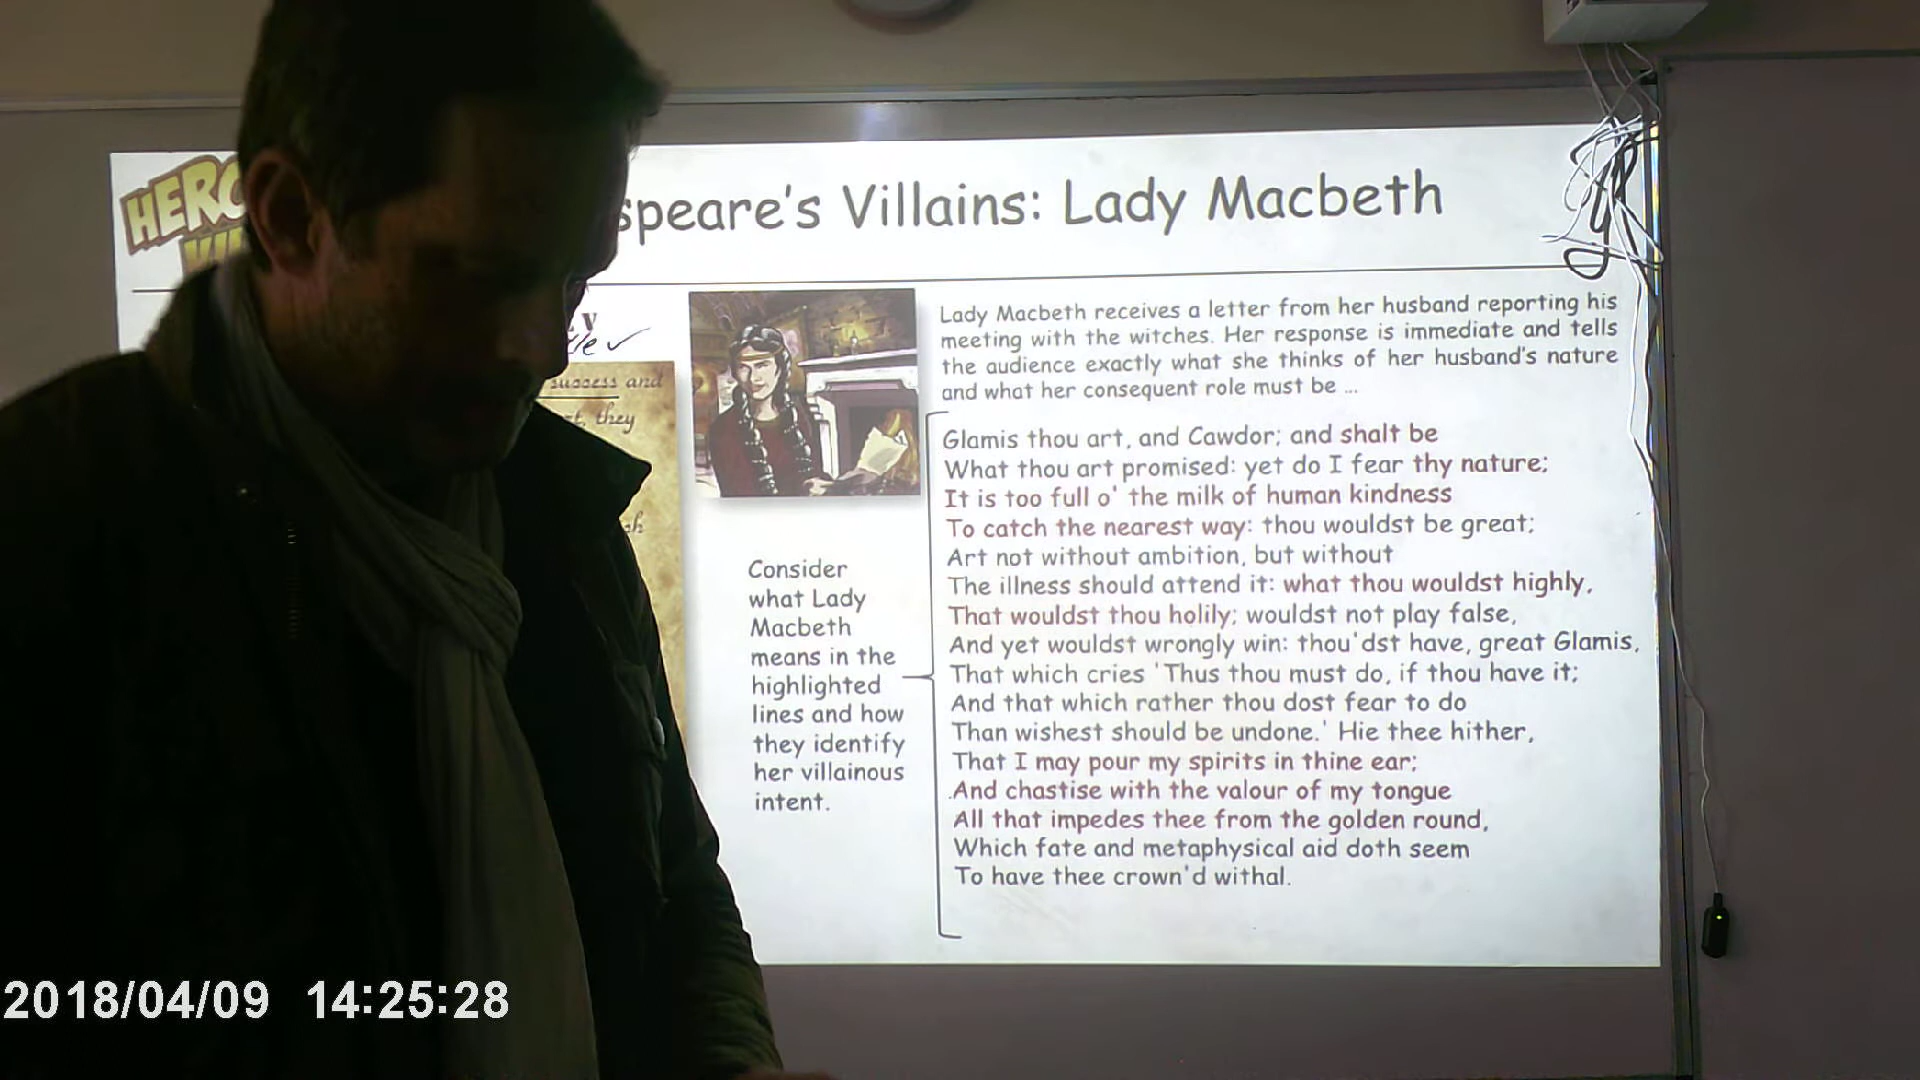 HERO
speare's Villains: Lady Macbeth
success and
they
Lady Macbeth receives a letter from her husband reporting his
meeting with the witches. Her response is immediate and tells
the audience exactly what she thinks of her husband's nature
and what her consequent role must be ...
Consider
what Lady
Macbeth
means in the
highlighted
lines and how
they identify
her villainous
intent.
Glamis thou art, and Cawdor; and shalt be
What thou art promised: yet do I fear thy nature;
It is too full o' the milk of human kindness
To catch the nearest way: thou wouldst be great;
Art not without ambition, but without
The illness should attend it: what thou wouldst highly,
That wouldst thou holily; wouldst not play false,
And yet wouldst wrongly win: thou'dst have, great Glamis,
That which cries 'Thus thou must do, if thou have it;
And that which rather thou dost fear to do
Than wishest should be undone.' Hie thee hither,
That I may pour my spirits in thine ear;
And chastise with the valour of my tongue
All that impedes thee from the golden round,
Which fate and metaphysical aid doth seem
To have thee crown'd withal.
2018/04/09 14:25:28